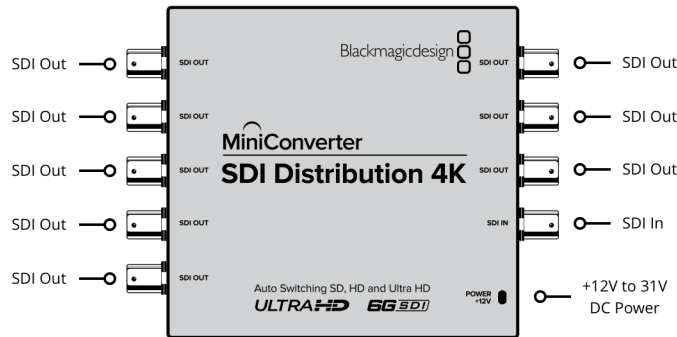 Blackmagicdesign
SDI Out SDI OUT SDI OUT SDI Out
SDI Out SDI OUT SDI OUT SDI Out
MiniConverter
SDI Out SDI OUT SDI Distribution 4K SDI OUT SDI Out
SDI Out SDI OUT SDI IN SDI In
SDI Out SDI OUT
Auto Switching SD, HD and Ultra HD
ULTRA HD 6G SDI
POWER
+12V
+12V to 31V
DC Power